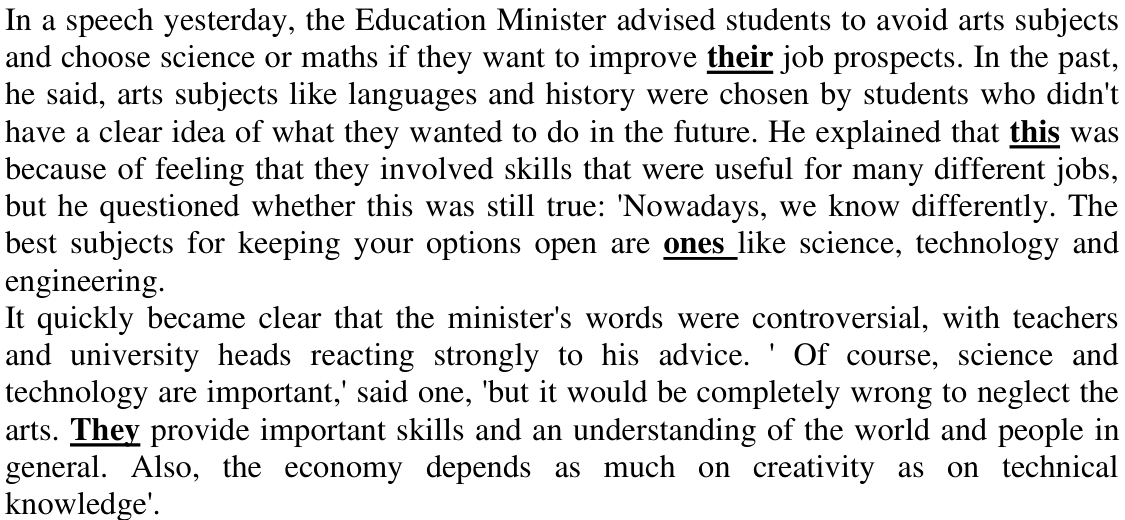 In a speech yesterday, the Education Minister advised students to avoid arts subjects
and choose science or maths if they want to improve their job prospects. In the past,
he said, arts subjects like languages and history were chosen by students who didn't
have a clear idea of what they wanted to do in the future. He explained that this was
because of feeling that they involved skills that were useful for many different jobs,
but he questioned whether this was still true: 'Nowadays, we know differently. The
best subjects for keeping your options open are ones like science, technology and
engineering.
It quickly became clear that the minister's words were controversial, with teachers
and university heads reacting strongly to his advice. ' Of course, science and
technology are important,' said one, 'but it would be completely wrong to neglect the
arts. They provide important skills and an understanding of the world and people in
general. Also, the economy depends as much on creativity as on technical
knowledge'.